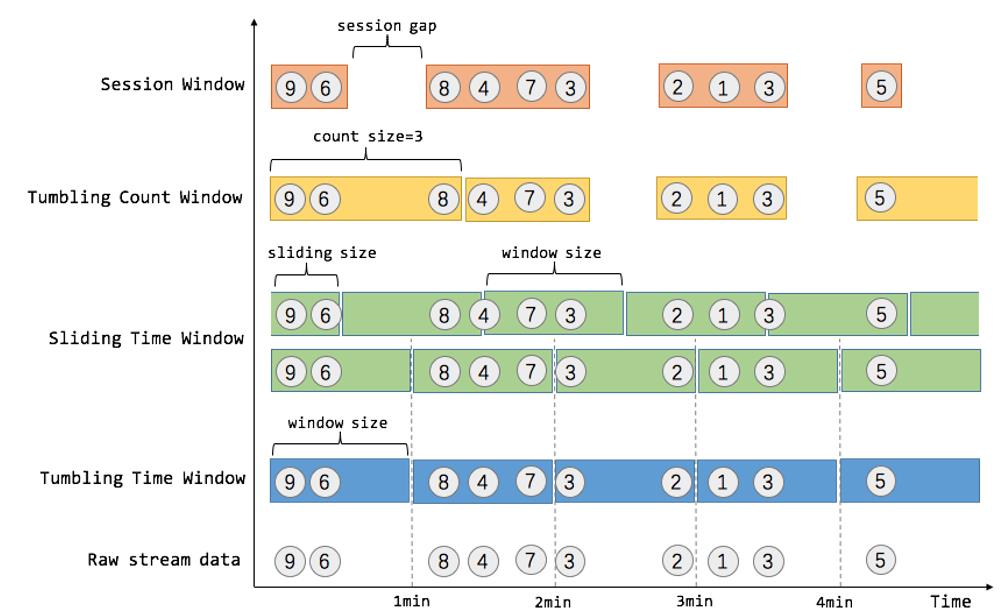 session gap
Session Window 9 6 8 4 7 3 2 1 3 5
count size=3
Tumbling Count Window 9 6 8 4 7 3 2 1 3 5
sliding size window size
9 6 8 4 7 3 2 1 3 5
Sliding Time Window
9 6 8 4 7 3 2 1 3 5
window size
Tumbling Time Window 9 6 8 4 7 3 2 1 3 5
Raw stream data 9 6 8 4 7 3 2 1 3 5
1min 2min 3min 4min Time